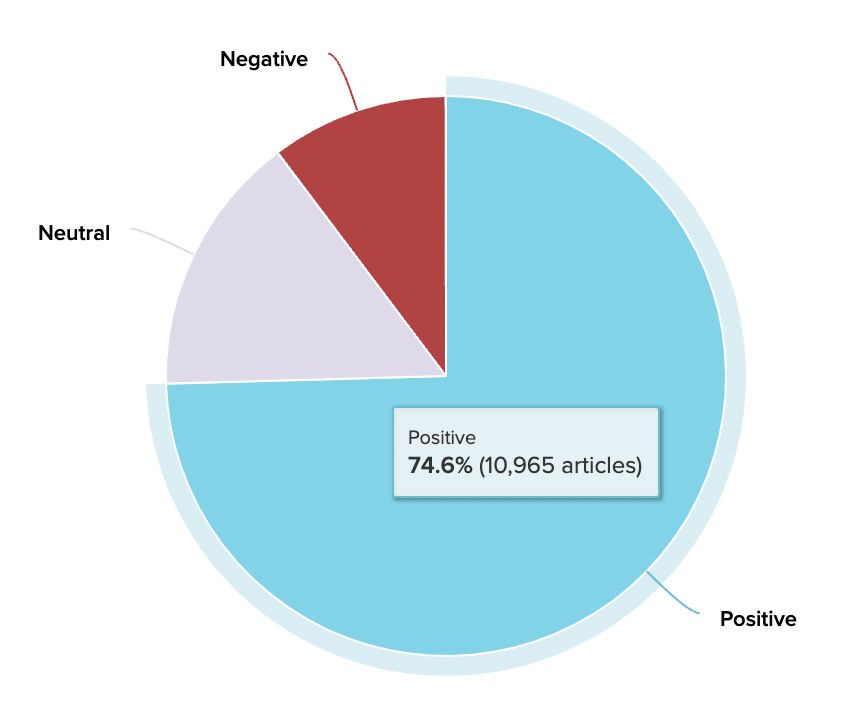 Negative
Neutral
Positive
74.6% (10,965 articles)
Positive